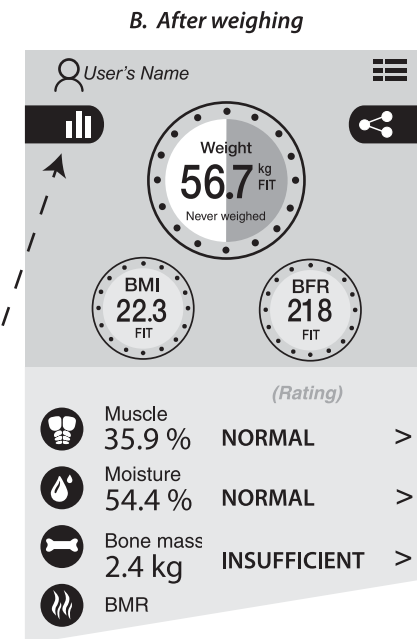 B. After weighing
User's Name
Weight
56.7 kg
FIT
Never weighed
BMI
22.3
FIT
BFR
218
FIT
(Rating)
Muscle
35.9 % NORMAL >
Moisture
54.4 % NORMAL >
Bone mass
2.4 kg INSUFFICIENT >
BMR